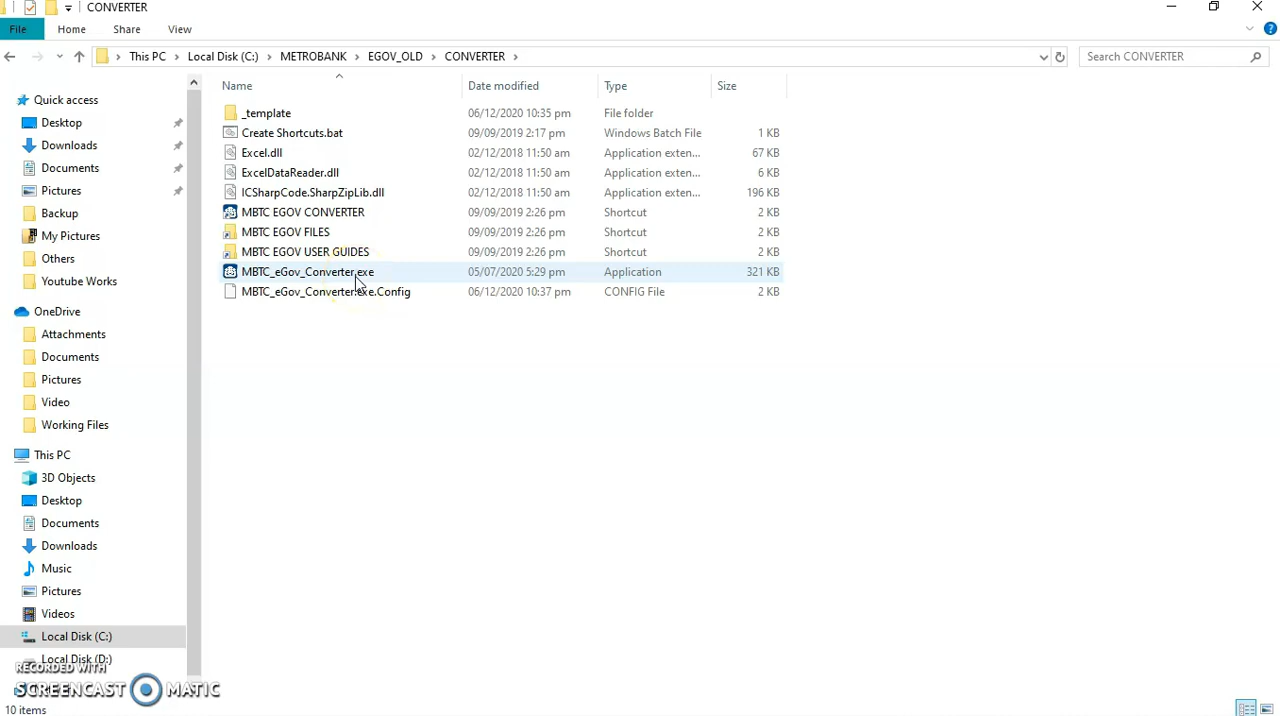 CONVERTER
File Home Share View
This PC Local Disk (C:) METROBANK EGOV_OLD CONVERTER Search CONVERTER
Name Date modified Type Size
Quick access
Desktop
Downloads
Documents
Pictures
Backup
My Pictures
Others
Youtube Works
OneDrive
Attachments
Documents
Pictures
Video
Working Files
This PC
3D Objects
Desktop
Documents
Downloads
Music
Pictures
Videos
Local Disk (C:)
Local Disk (D:)
_template 06/12/2020 10:35 pm File folder
Create Shortcuts.bat 09/09/2019 2:17 pm Windows Batch File 1 KB
Excel.dll 02/12/2018 11:50 am Application exten... 67 KB
ExcelDataReader.dll 02/12/2018 11:50 am Application exten... 6 KB
ICSharpCode.SharpZipLib.dll 02/12/2018 11:50 am Application exten... 196 KB
MBTC EGOV CONVERTER 09/09/2019 2:26 pm Shortcut 2 KB
MBTC EGOV FILES 09/09/2019 2:26 pm Shortcut 2 KB
MBTC EGOV USER GUIDES 09/09/2019 2:26 pm Shortcut 2 KB
MBTC_eGov_Converter.exe 05/07/2020 5:29 pm Application 321 KB
MBTC_eGov_Converter.exe.Config 06/12/2020 10:37 pm CONFIG File 2 KB
RECORDED WITH
SCREENCAST MATIC
10 items